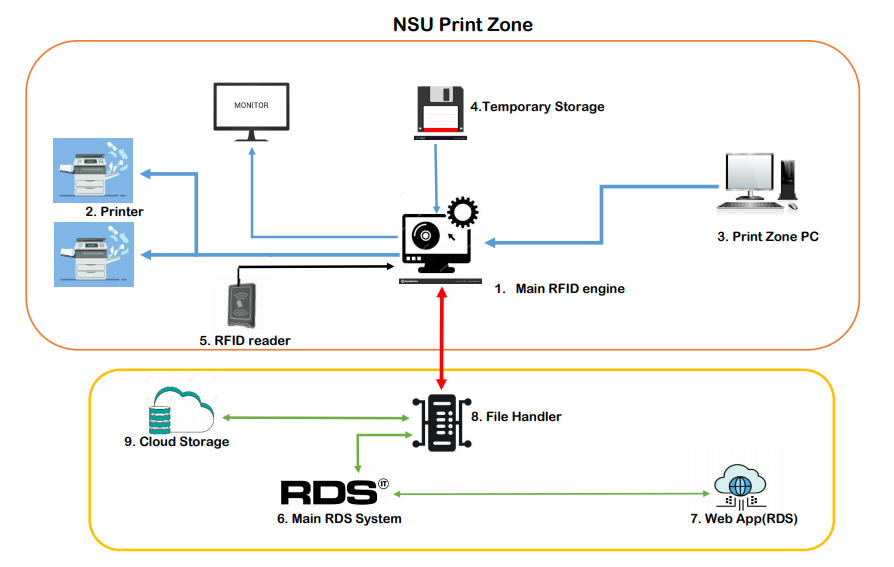 NSU Print Zone
MONITOR
4.Temporary Storage
2. Printer
3. Print Zone PC
1. Main RFID engine
5. RFID reader
8. File Handler
9. Cloud Storage
RDS IT
6. Main RDS System
7. Web App(RDS)